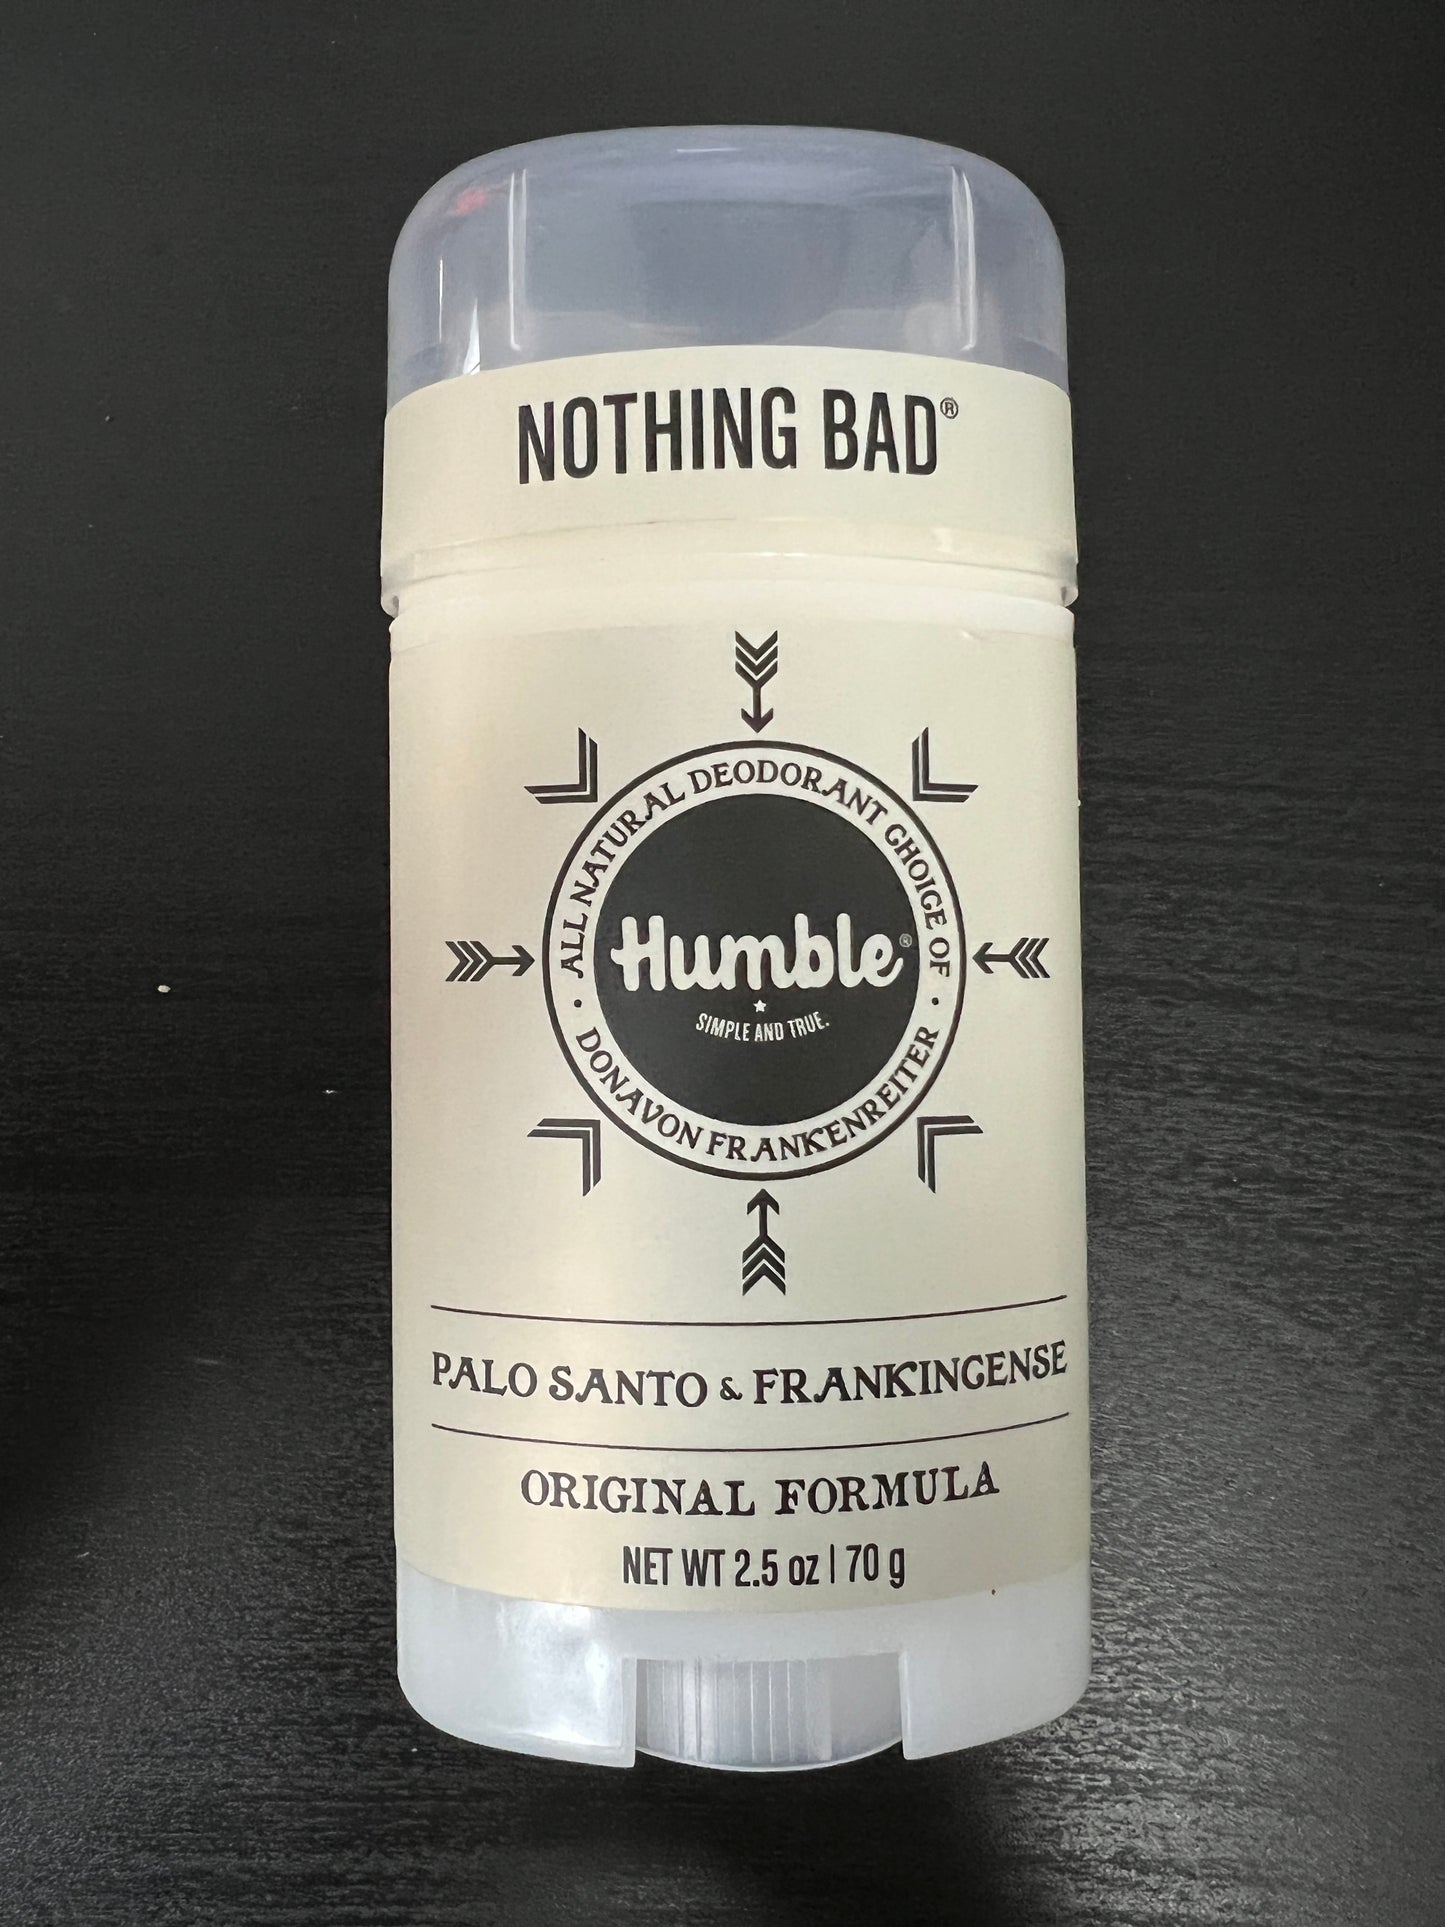 NOTHING BAD®
ALL NATURAL DEODORANT CHOICE OF
Humble®
SIMPLE AND TRUE.
DONAVON FRANKENREITER
PALO SANTO & FRANKINCENSE
ORIGINAL FORMULA
NET WT 2.5 oz | 70 g